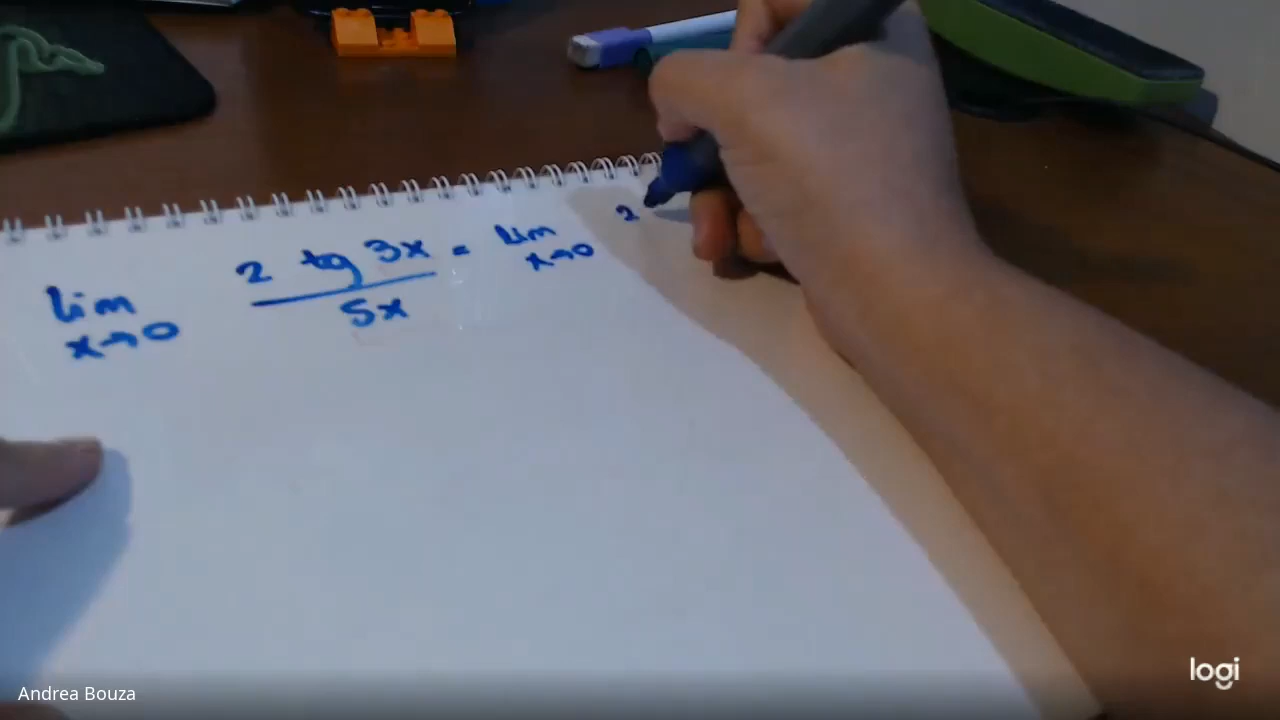 lim 2 tg 3x = lim 2
x→0 5x x→0
Andrea Bouza
logi